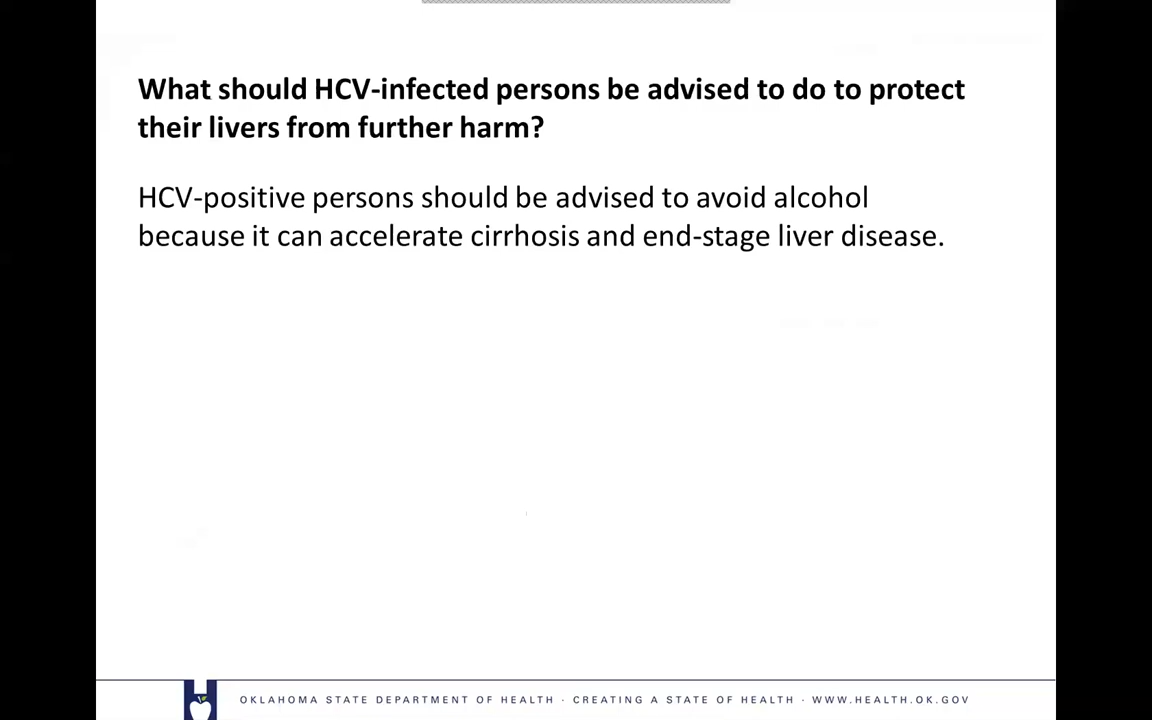 What should HCV-infected persons be advised to do to protect
their livers from further harm?
HCV-positive persons should be advised to avoid alcohol
because it can accelerate cirrhosis and end-stage liver disease.
OKLAHOMA STATE DEPARTMENT OF HEALTH · CREATING A STATE OF HEALTH · WWW.HEALTH.OK.GOV